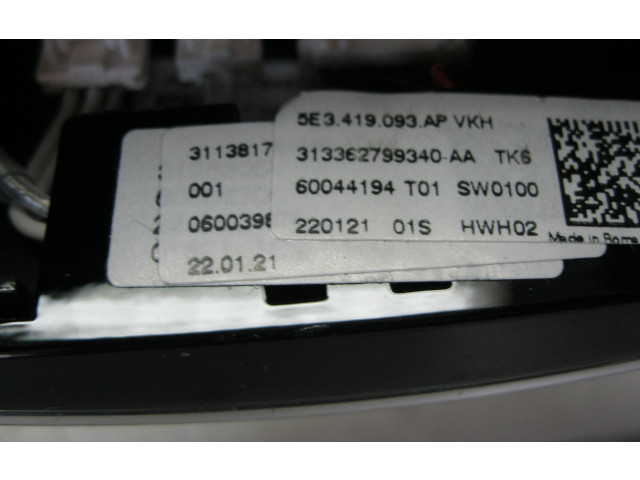 5E3.419.093.AP VKH
313362799340-AA TKS
60044194 T01 SW0100
220121 01S HWH02
Made in
3113817
001
0600398
22.01.21